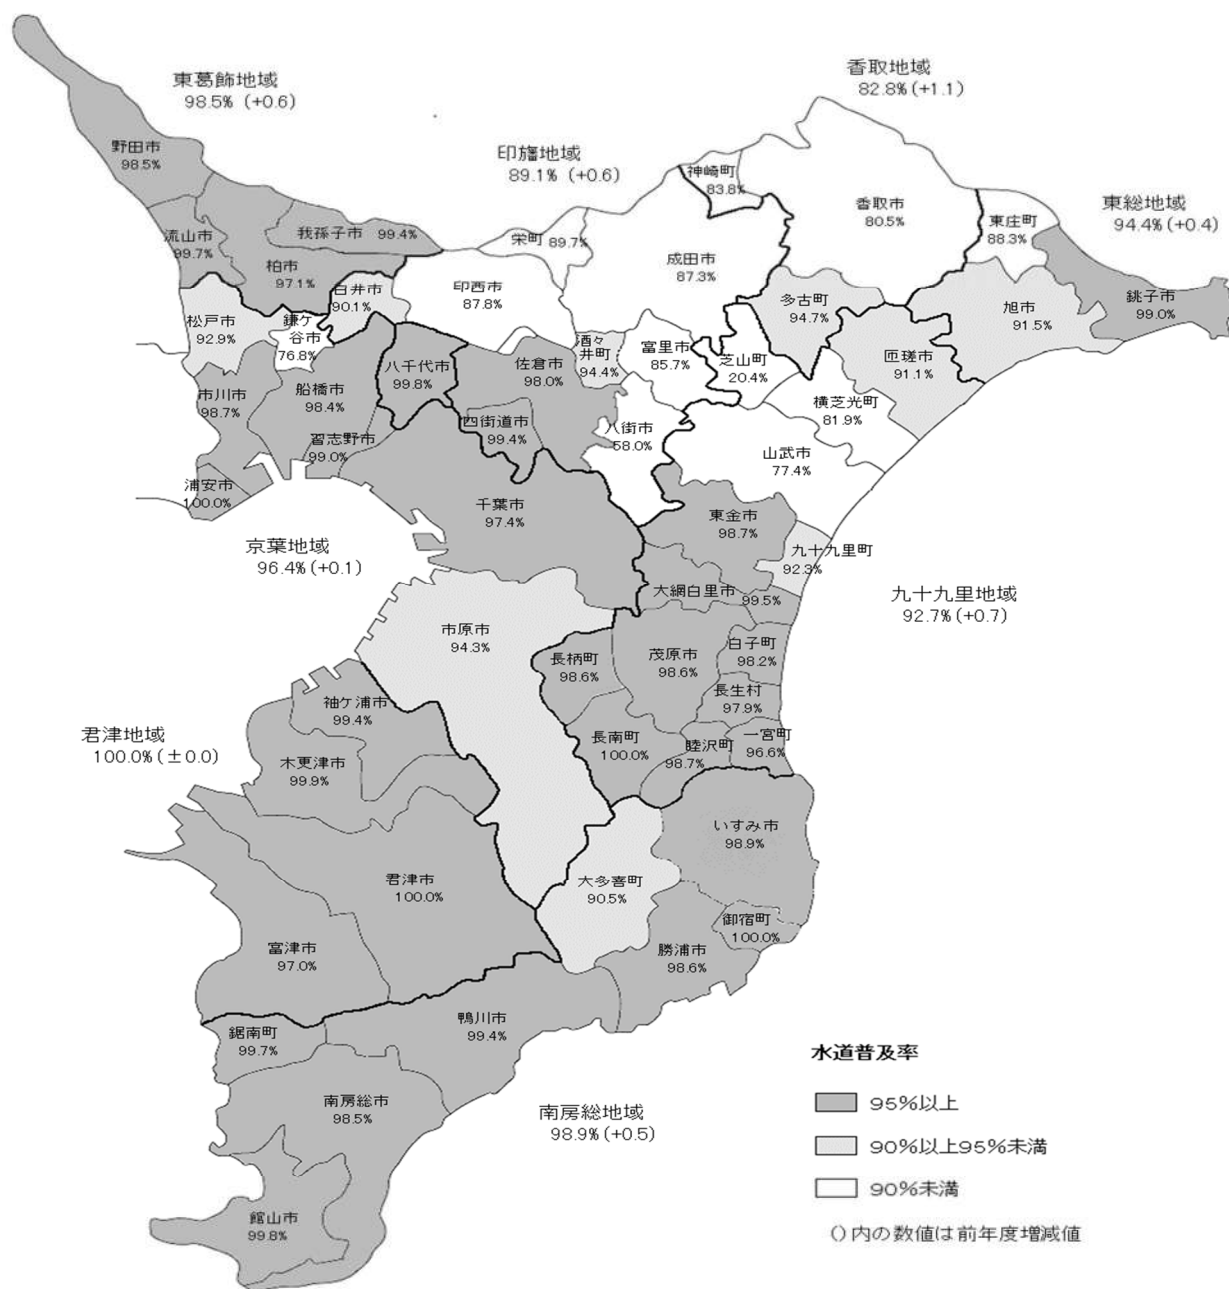 東葛飾地域
98.5% (+0.6)
香取地域
82.8% (+1.1)
印旛地域
89.1% (+0.6)
東総地域
94.4% (+0.4)
野田市
98.5%
流山市
99.7%
我孫子市 99.4%
柏市
97.1%
栄町 89.7%
神崎町
83.8%
香取市
80.5%
東庄町
88.3%
銚子市
99.0%
成田市
87.3%
印西市
87.8%
白井市
90.1%
松戸市
92.9%
鎌ケ
谷市
76.8%
多古町
94.7%
旭市
91.5%
匝瑳市
91.1%
酒々
井町
94.4%
富里市
85.7%
芝山町
20.4%
横芝光町
81.9%
市川市
98.7%
船橋市
98.4%
八千代市
99.8%
佐倉市
98.0%
四街道市
99.4%
八街市
58.0%
山武市
77.4%
習志野市
99.0%
浦安市
100.0%
千葉市
97.4%
東金市
98.7%
九十九里町
92.3%
京葉地域
96.4% (+0.1)
九十九里地域
92.7% (+0.7)
大網白里市 99.5%
市原市
94.3%
長柄町
98.6%
茂原市
98.6%
白子町
98.2%
長生村
97.9%
袖ケ浦市
99.4%
長南町
100.0%
睦沢町
98.7%
一宮町
96.6%
君津地域
100.0% (±0.0)
木更津市
99.9%
いすみ市
98.9%
君津市
100.0%
大多喜町
90.5%
御宿町
100.0%
富津市
97.0%
勝浦市
98.6%
鋸南町
99.7%
鴨川市
99.4%
南房総市
98.5%
南房総地域
98.9% (+0.5)
館山市
99.8%
水道普及率
95%以上
90%以上95%未満
90%未満
()内の数値は前年度増減値